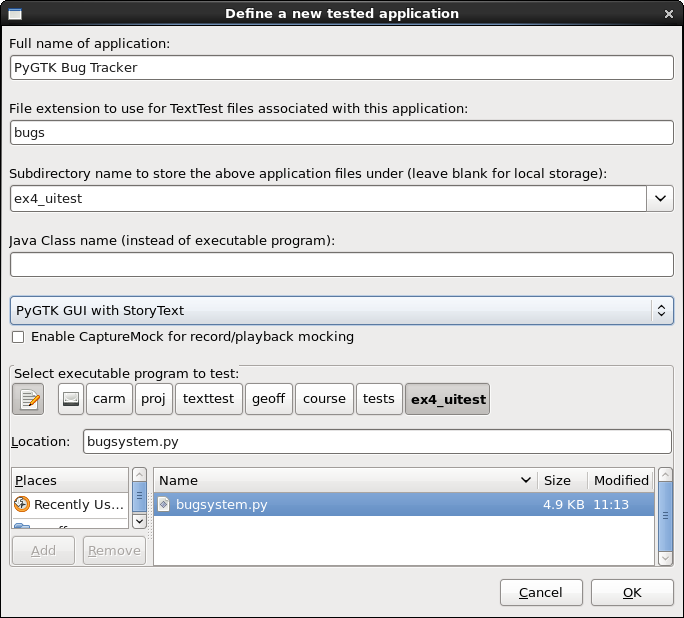 Define a new tested application
Full name of application:
PyGTK Bug Tracker
File extension to use for TextTest files associated with this application:
bugs
Subdirectory name to store the above application files under (leave blank for local storage):
ex4_uitest
Java Class name (instead of executable program):
PyGTK GUI with StoryText
Enable CaptureMock for record/playback mocking
Select executable program to test:
carm proj texttest geoff course tests ex4_uitest
Location: bugsystem.py
Places Name Size Modified
Recently Us... bugsystem.py 4.9 KB 11:13
Add Remove
Cancel OK